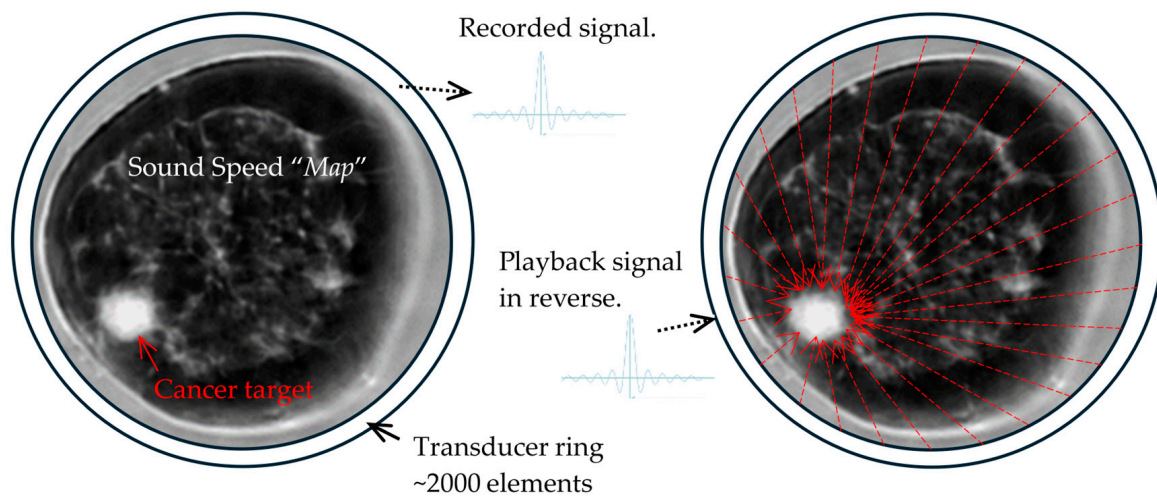 Recorded signal.
Sound Speed “Map”
Playback signal
in reverse.
Cancer target
Transducer ring
~2000 elements